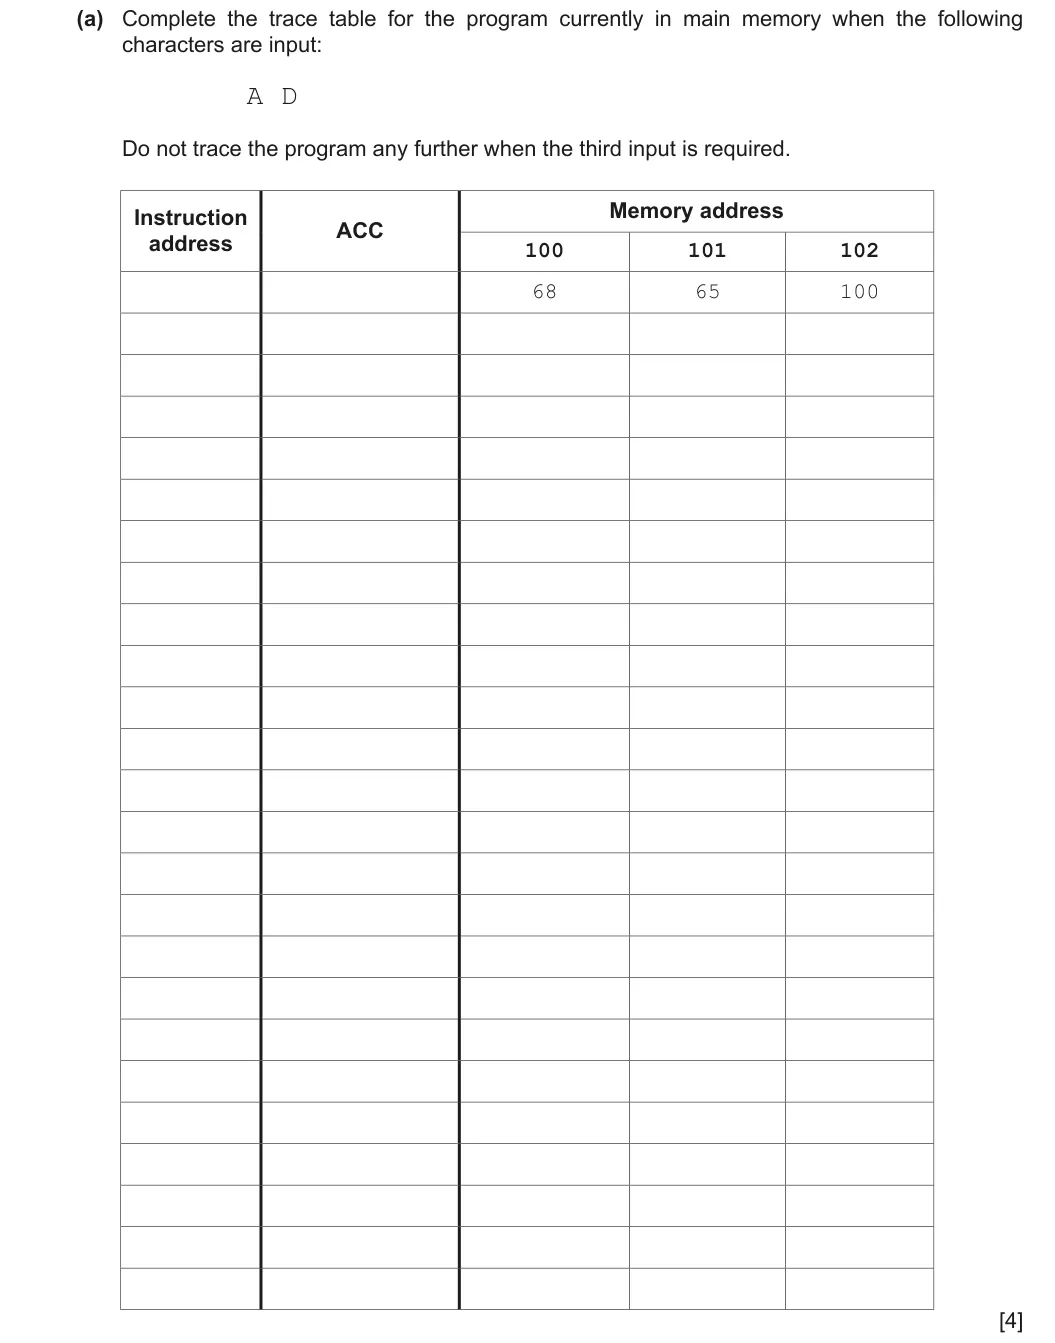 (a) Complete the trace table for the program currently in main memory when the following
characters are input:
A D
Do not trace the program any further when the third input is required.
Instruction address
ACC
Memory address
100 101 102
68 65 100
[4]